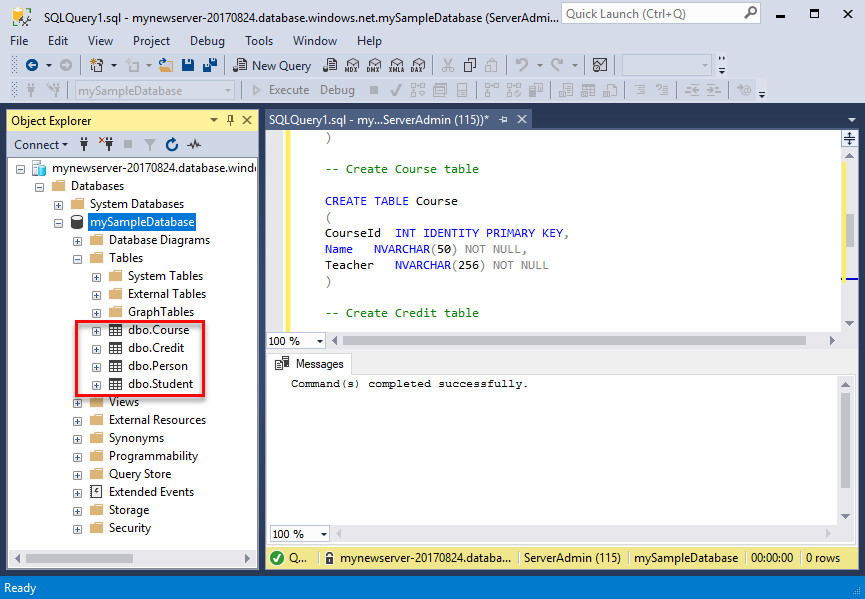 SQLQuery1.sql - mynewserver-20170824.database.windows.net.mySampleDatabase (ServerAdmin...
Quick Launch (Ctrl+Q)
File Edit View Project Debug Tools Window Help
New Query MDX DMX XMLA DAX
mySampleDatabase Execute Debug
Object Explorer
Connect
mynewserver-20170824.database.windo
Databases
System Databases
mySampleDatabase
Database Diagrams
Tables
System Tables
External Tables
GraphTables
dbo.Course
dbo.Credit
dbo.Person
dbo.Student
Views
External Resources
Synonyms
Programmability
Query Store
Extended Events
Storage
Security
SQLQuery1.sql - my...ServerAdmin (115))*
)
-- Create Course table
CREATE TABLE Course
(
CourseId INT IDENTITY PRIMARY KEY,
Name NVARCHAR(50) NOT NULL,
Teacher NVARCHAR(256) NOT NULL
)
-- Create Credit table
100 %
Messages
Command(s) completed successfully.
100 %
Q... mynewserver-20170824.databa... ServerAdmin (115) mySampleDatabase 00:00:00 0 rows
Ready